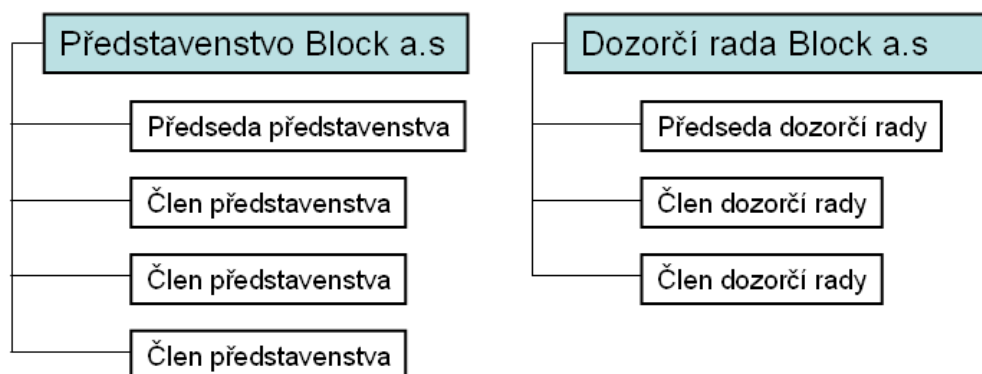 Představenstvo Block a.s
Předseda představenstva
Člen představenstva
Člen představenstva
Člen představenstva
Dozorčí rada Block a.s
Předseda dozorčí rady
Člen dozorčí rady
Člen dozorčí rady